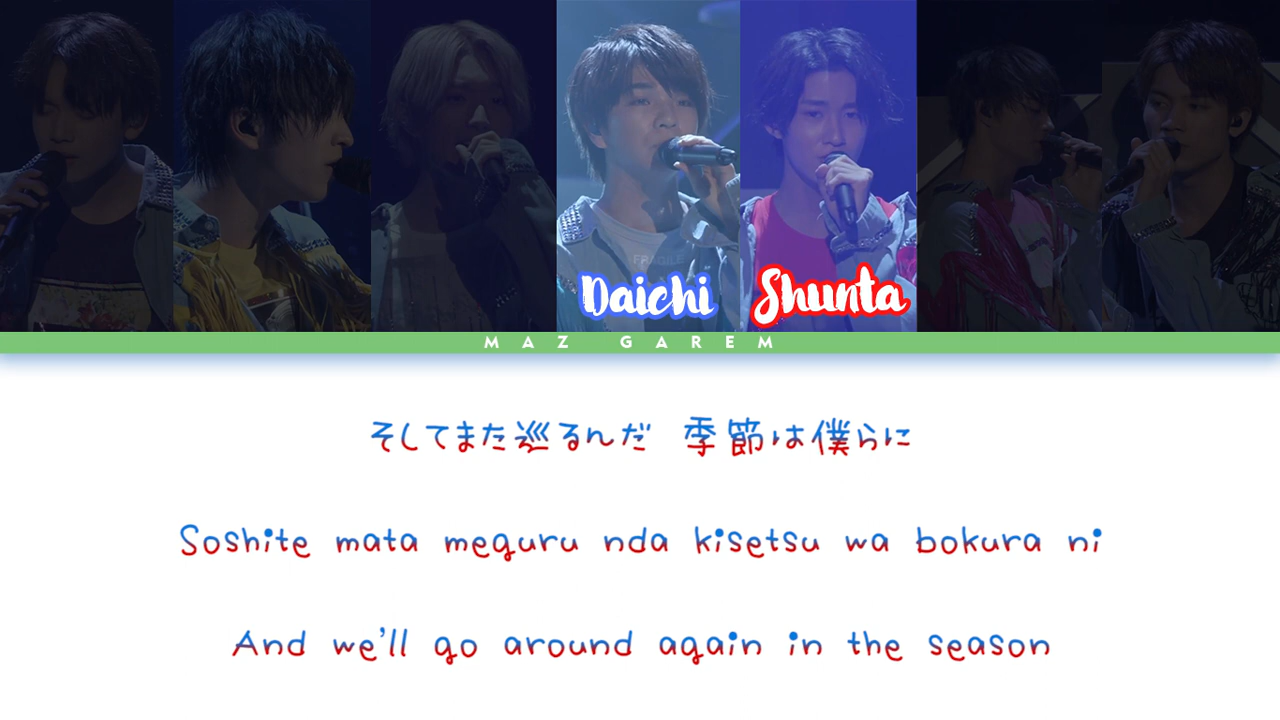 FRAGILE
Daichi Shunta
MAZ GAREM
そしてまた巡るんだ 季節は僕らに
Soshite mata meguru nda kisetsu wa bokura ni
And we'll go around again in the season